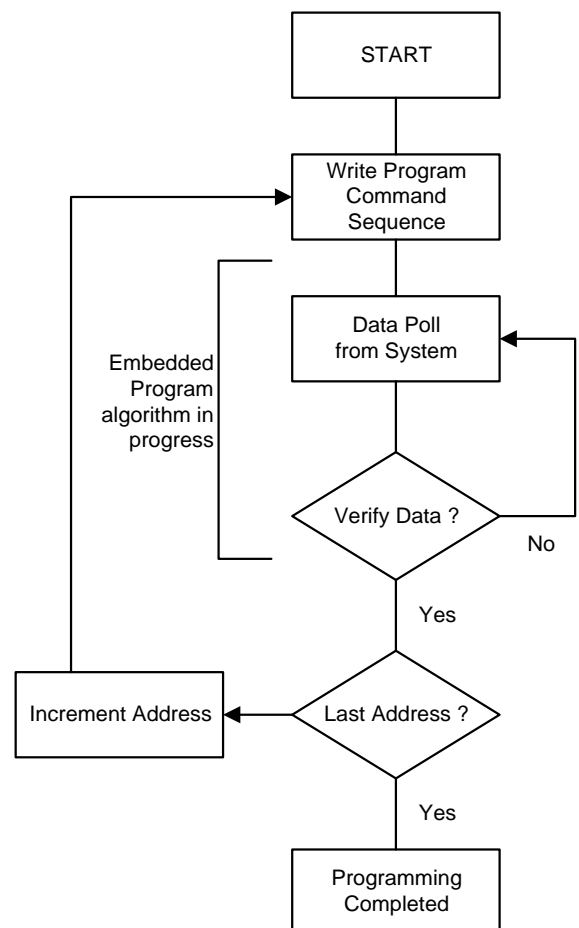 START
Write Program
Command
Sequence
Data Poll
from System
Embedded
Program
algorithm in
progress
Verify Data ?
No
Yes
Increment Address
Last Address ?
Yes
Programming
Completed